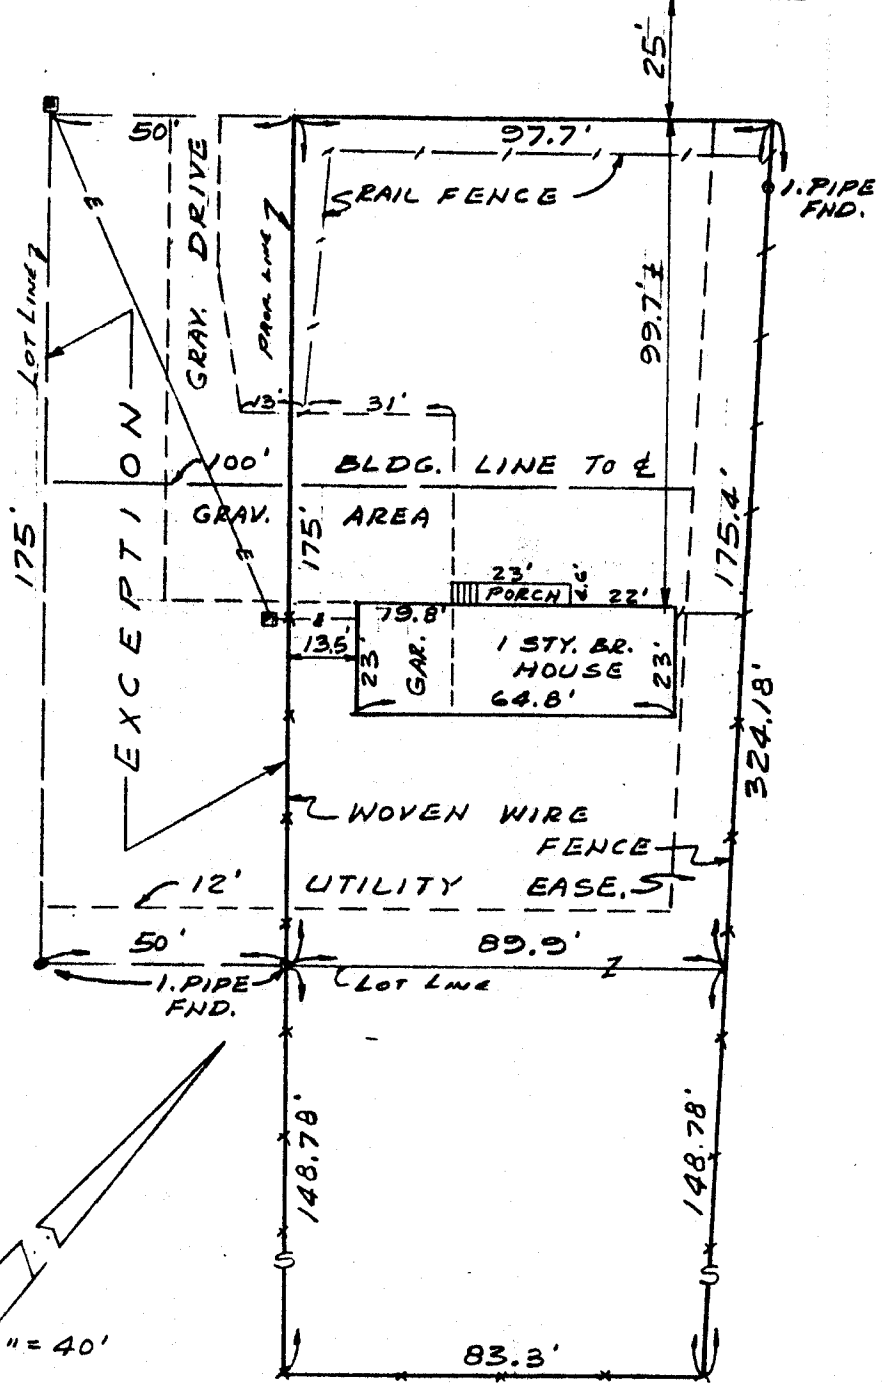 25'
50'
97.7'
RAIL FENCE
I. PIPE
FND.
GRAV. DRIVE
LOT LINE
99.7'±
13'
31'
EXCEPTION
100'
BLDG. LINE TO ℄
GRAV. AREA
175'
175'
175.4'
23'
PORCH
22'
13.5'
23'
GAR.
1 STY. BR.
HOUSE
23'
64.8'
324.18'
WOVEN WIRE
FENCE
12'
UTILITY EASE.
50'
89.9'
I. PIPE
FND.
LOT LINE
148.78'
148.78'
" = 40'
83.3'